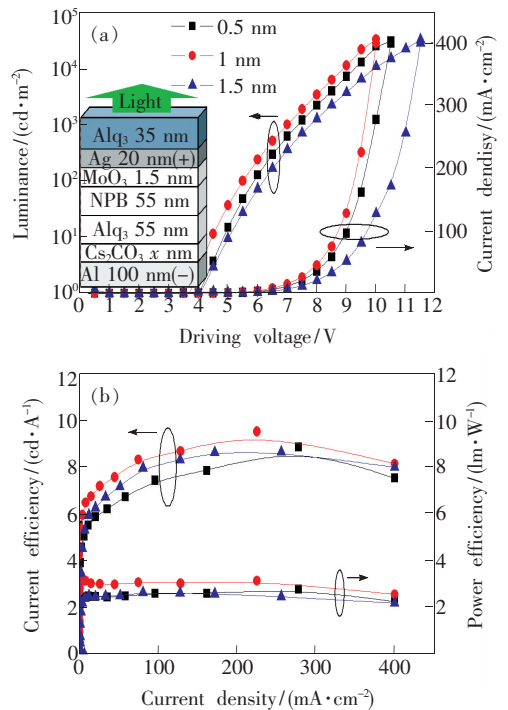 (a)
0.5 nm
1 nm
1.5 nm
Luminance/(cd·m⁻²)
10⁵
10⁴
10³
10²
10¹
10⁰
Light
Alq₃ 35 nm
Ag 20 nm(+)
MoO₃ 1.5 nm
NPB 55 nm
Alq₃ 55 nm
Cs₂CO₃ x nm
Al 100 nm(−)
400
300
200
100
Current dendisy/(mA·cm⁻²)
0 1 2 3 4 5 6 7 8 9 10 11 12
Driving voltage/V
(b)
Current efficiency/(cd·A⁻¹)
12
10
8
6
4
2
0
12
10
8
6
4
2
Power efficiency/(lm·W⁻¹)
0 100 200 300 400
Current density/(mA·cm⁻²)